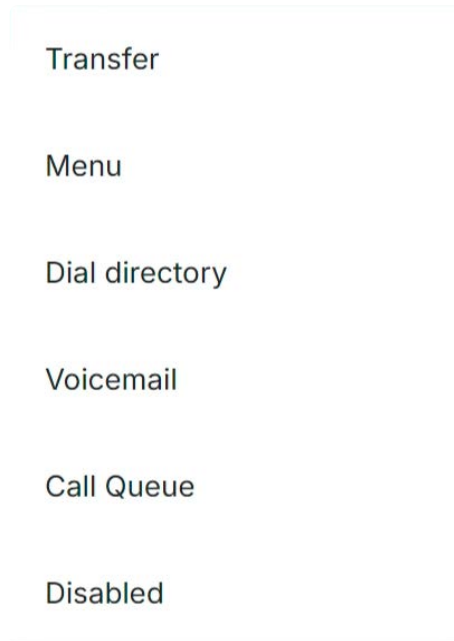 Transfer
Menu
Dial directory
Voicemail
Call Queue
Disabled